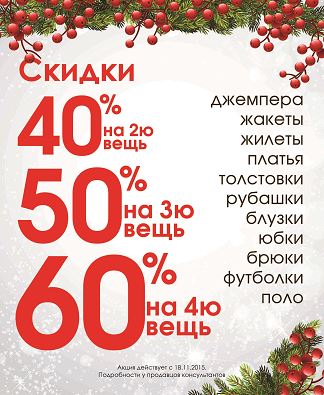 Скидки
40%
на 2ю
вещь
50%
на 3ю
вещь
60%
на 4ю
вещь
джемпера
жакеты
жилеты
платья
толстовки
рубашки
блузки
юбки
брюки
футболки
поло
Акция действует с 18.11.2015.
Подробности у продавцов консультантов